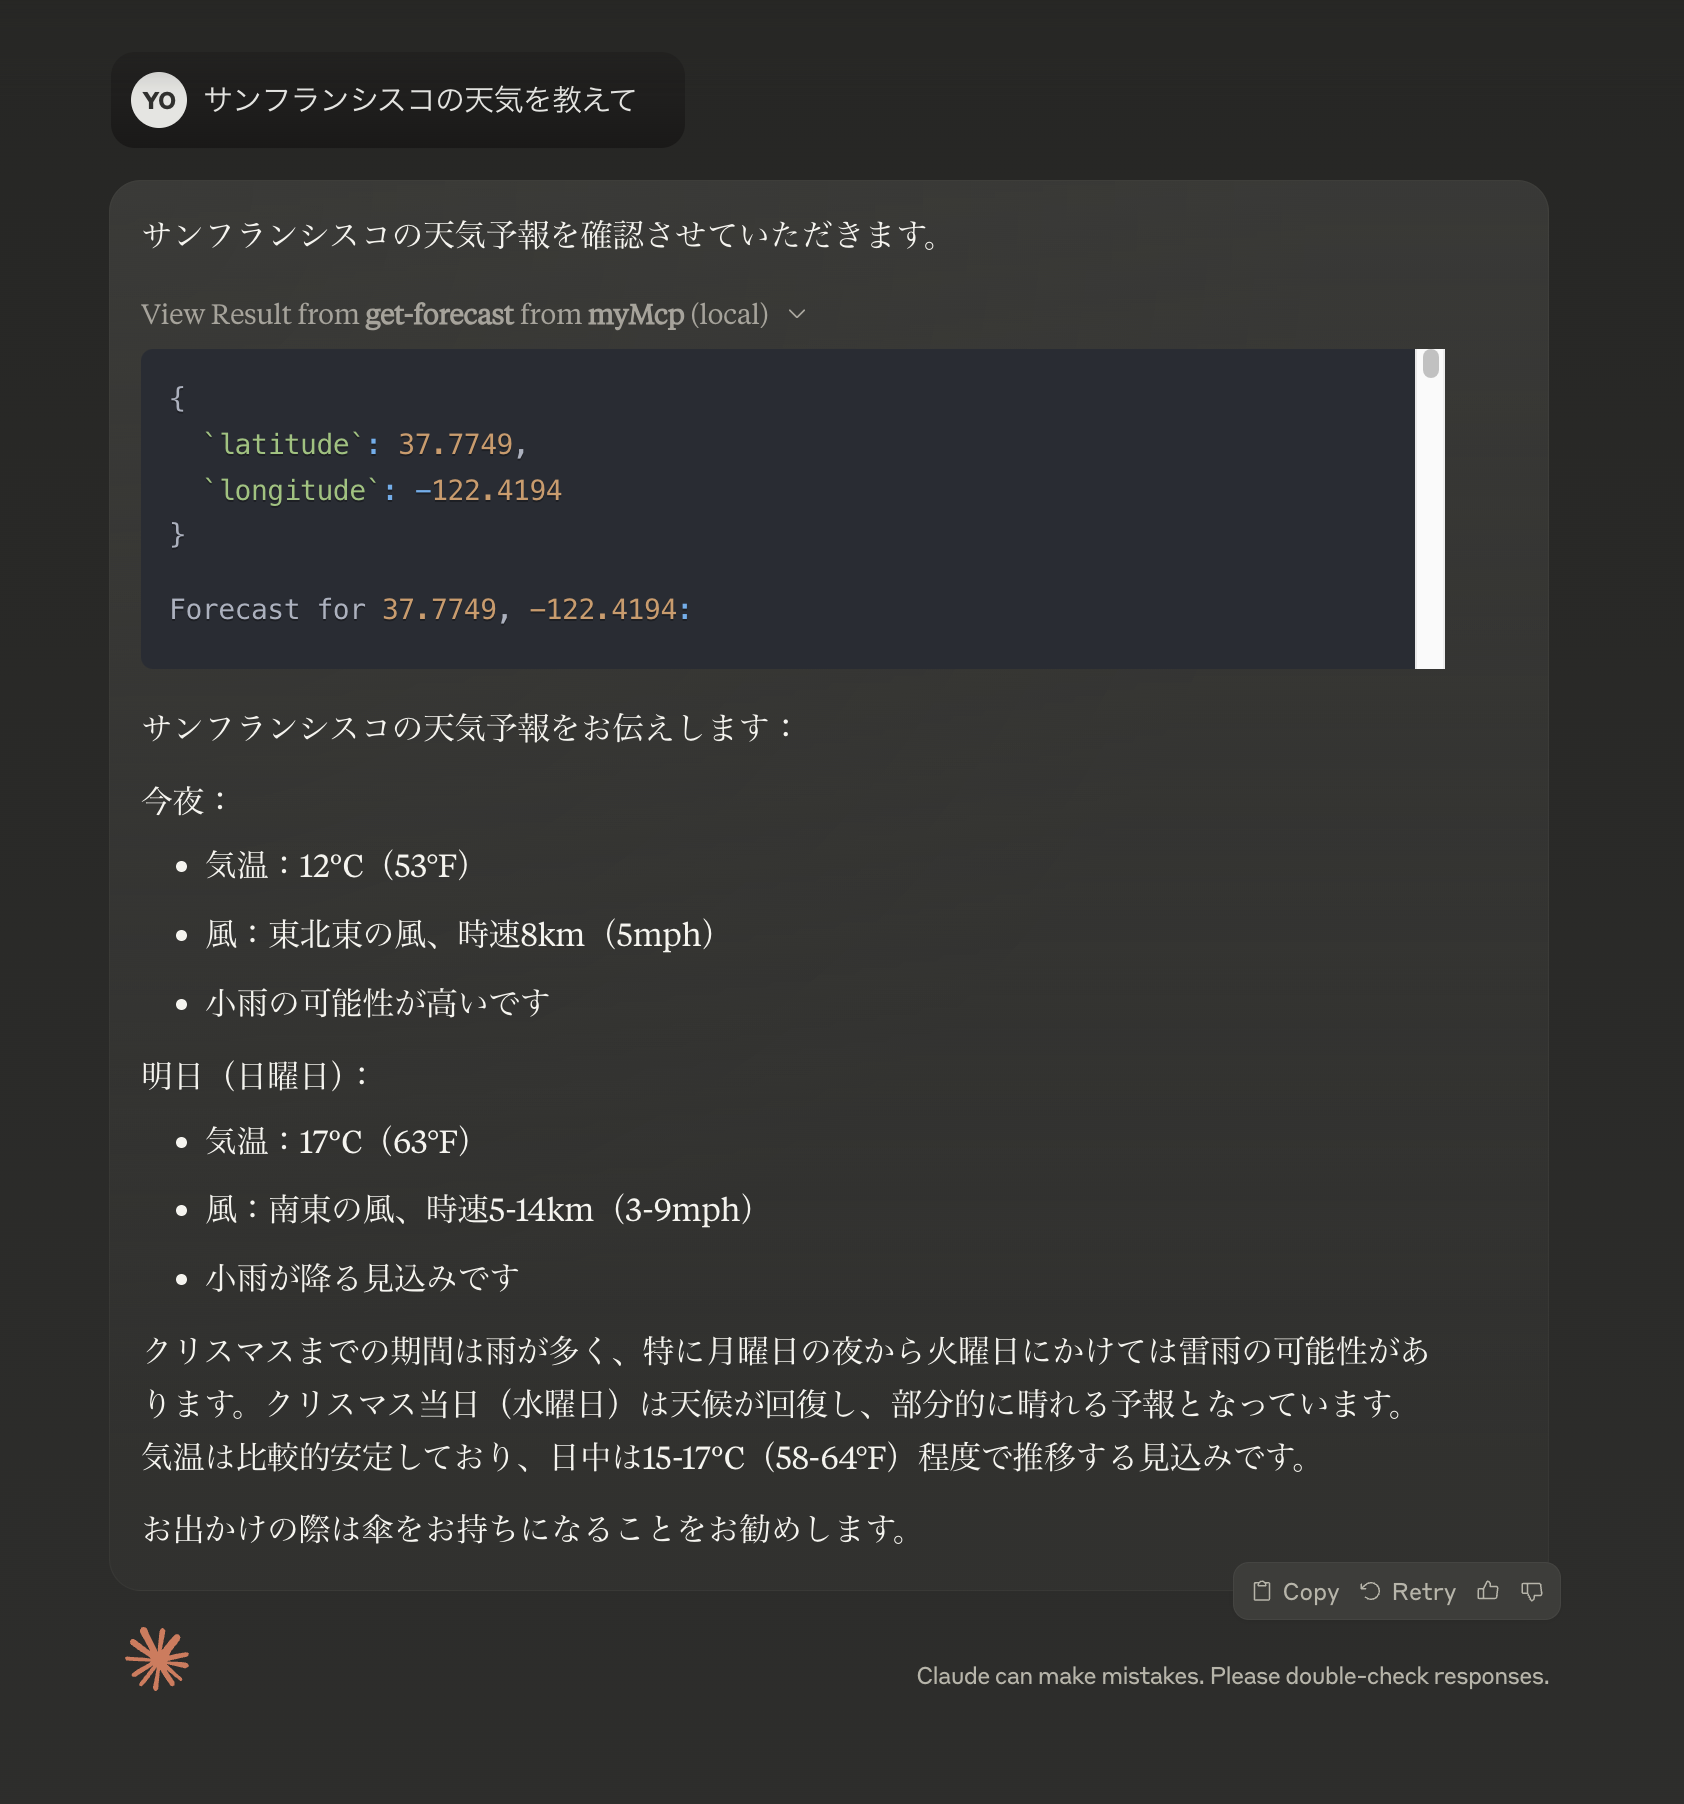 YO サンフランシスコの天気を教えて
サンフランシスコの天気予報を確認させていただきます。
View Result from get-forecast from myMcp (local)
{
  `latitude`: 37.7749,
  `longitude`: −122.4194
}
Forecast for 37.7749, −122.4194:
サンフランシスコの天気予報をお伝えします：
今夜：
• 気温：12°C（53°F）
• 風：東北東の風、時速8km（5mph）
• 小雨の可能性が高いです
明日（日曜日）：
• 気温：17°C（63°F）
• 風：南東の風、時速5-14km（3-9mph）
• 小雨が降る見込みです
クリスマスまでの期間は雨が多く、特に月曜日の夜から火曜日にかけては雷雨の可能性があ
ります。クリスマス当日（水曜日）は天候が回復し、部分的に晴れる予報となっています。
気温は比較的安定しており、日中は15-17°C（58-64°F）程度で推移する見込みです。
お出かけの際は傘をお持ちになることをお勧めします。
Copy Retry
Claude can make mistakes. Please double-check responses.